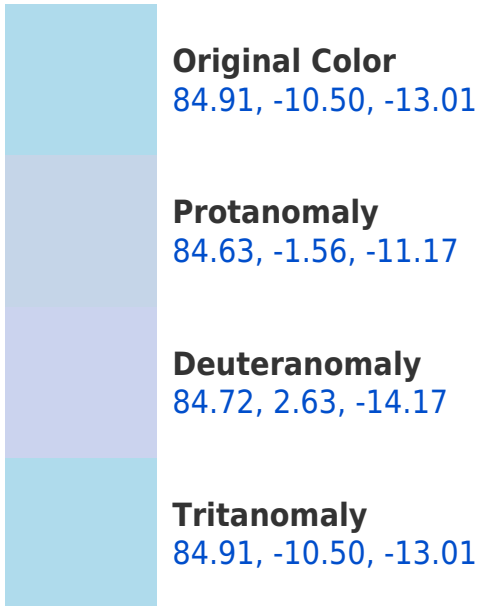 Original Color
84.91, -10.50, -13.01
Protanomaly
84.63, -1.56, -11.17
Deuteranomaly
84.72, 2.63, -14.17
Tritanomaly
84.91, -10.50, -13.01